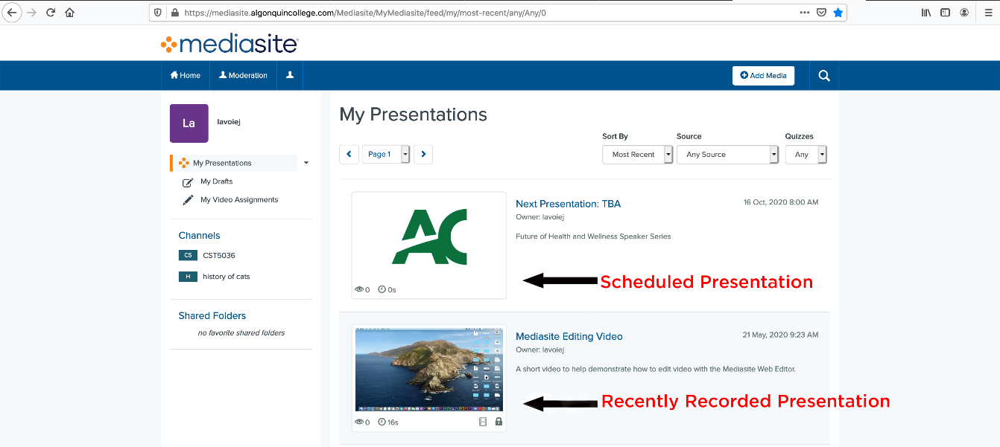 https://mediasite.algonquincollege.com/Mediasite/MyMediasite/feed/my/most-recent/any/Any/0
mediasite
Home
Moderation
Add Media
La
lavoiej
My Presentations
My Drafts
My Video Assignments
Channels
CS CST5036
H history of cats
Shared Folders
no favorite shared folders
My Presentations
Sort By Source Quizzes
Page 1 Most Recent Any Source Any
AC
Next Presentation: TBA 16 Oct, 2020 8:00 AM
Owner: lavoiej
Future of Health and Wellness Speaker Series
Scheduled Presentation
0 0s
Mediasite Editing Video 21 May, 2020 9:23 AM
Owner: lavoiej
A short video to help demonstrate how to edit video with the Mediasite Web Editor.
Recently Recorded Presentation
0 16s